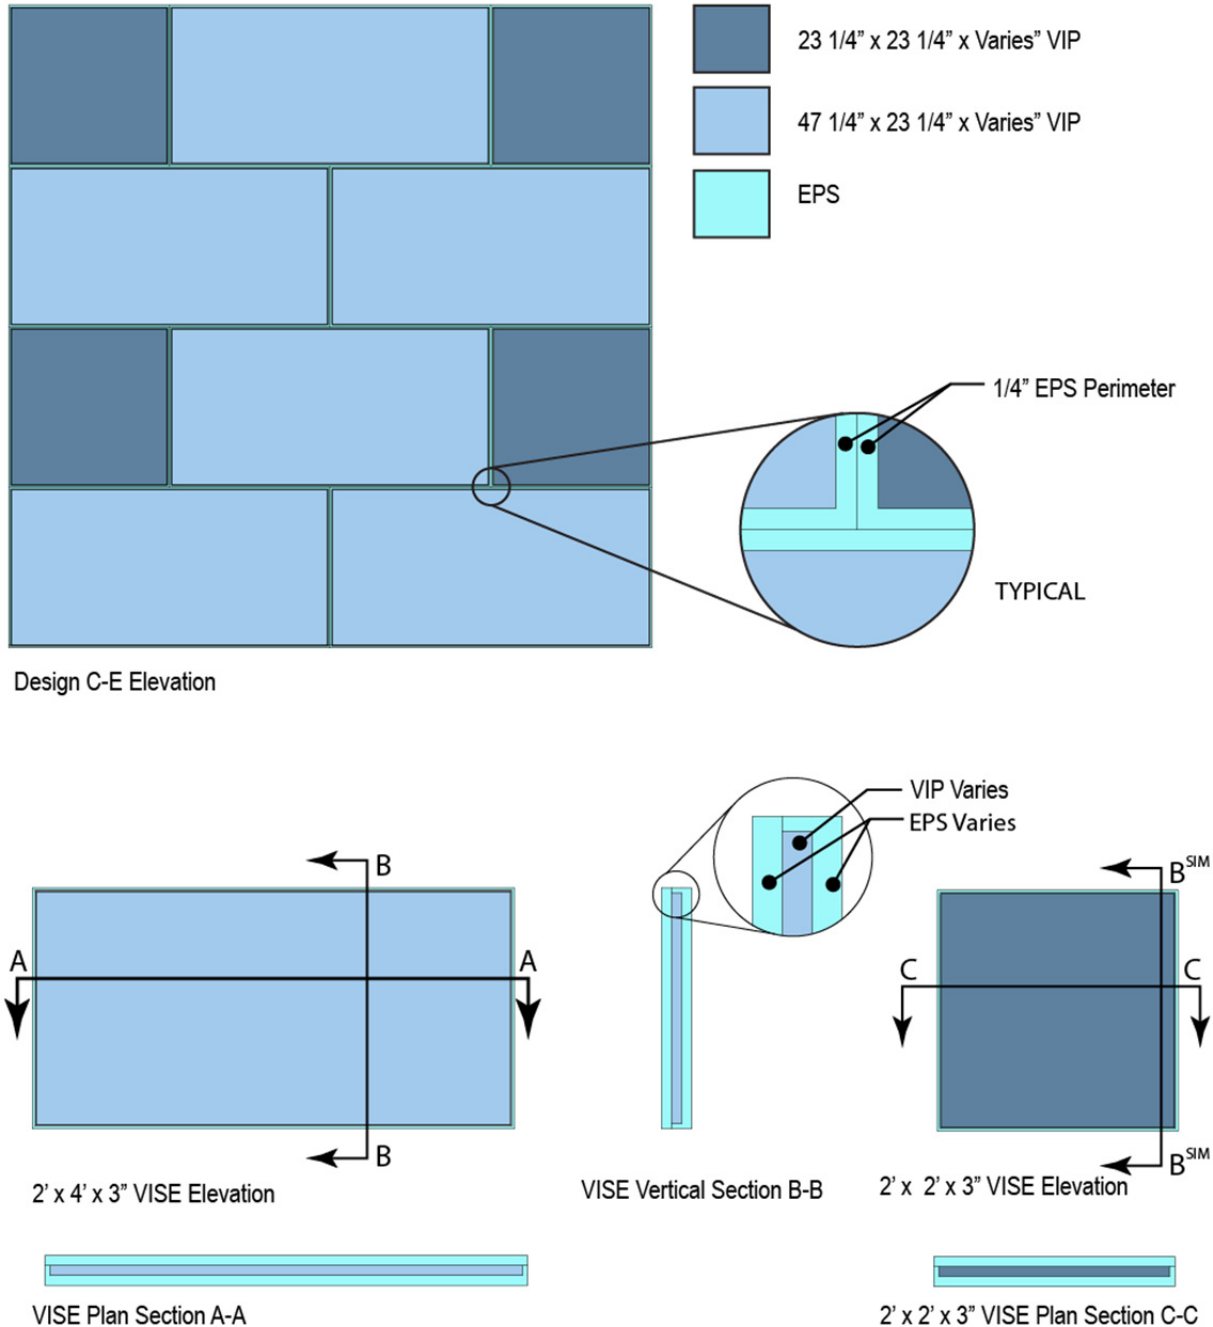 23 1/4” x 23 1/4” x Varies” VIP
47 1/4” x 23 1/4” x Varies” VIP
EPS
1/4” EPS Perimeter
TYPICAL
Design C-E Elevation
VIP Varies
EPS Varies
B
B
A
A
2’ x 4’ x 3” VISE Elevation
VISE Vertical Section B-B
B SIM
C
C
B SIM
2’ x 2’ x 3” VISE Elevation
VISE Plan Section A-A
2’ x 2’ x 3” VISE Plan Section C-C